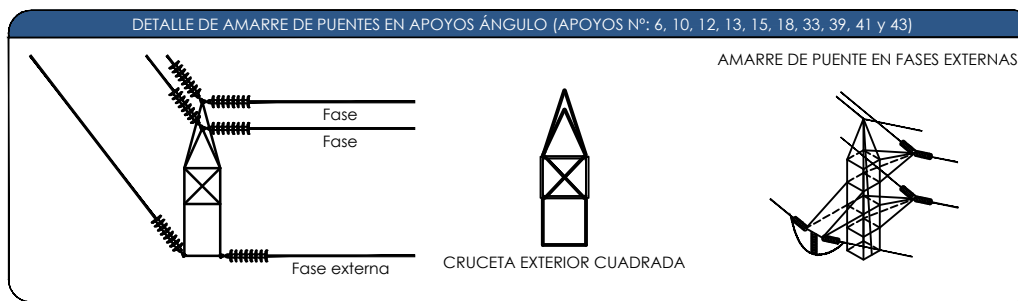 DETALLE DE AMARRE DE PUENTES EN APOYOS ÁNGULO (APOYOS Nº: 6, 10, 12, 13, 15, 18, 33, 39, 41 y 43)
AMARRE DE PUENTE EN FASES EXTERNAS
Fase
Fase
Fase externa
CRUCETA EXTERIOR CUADRADA